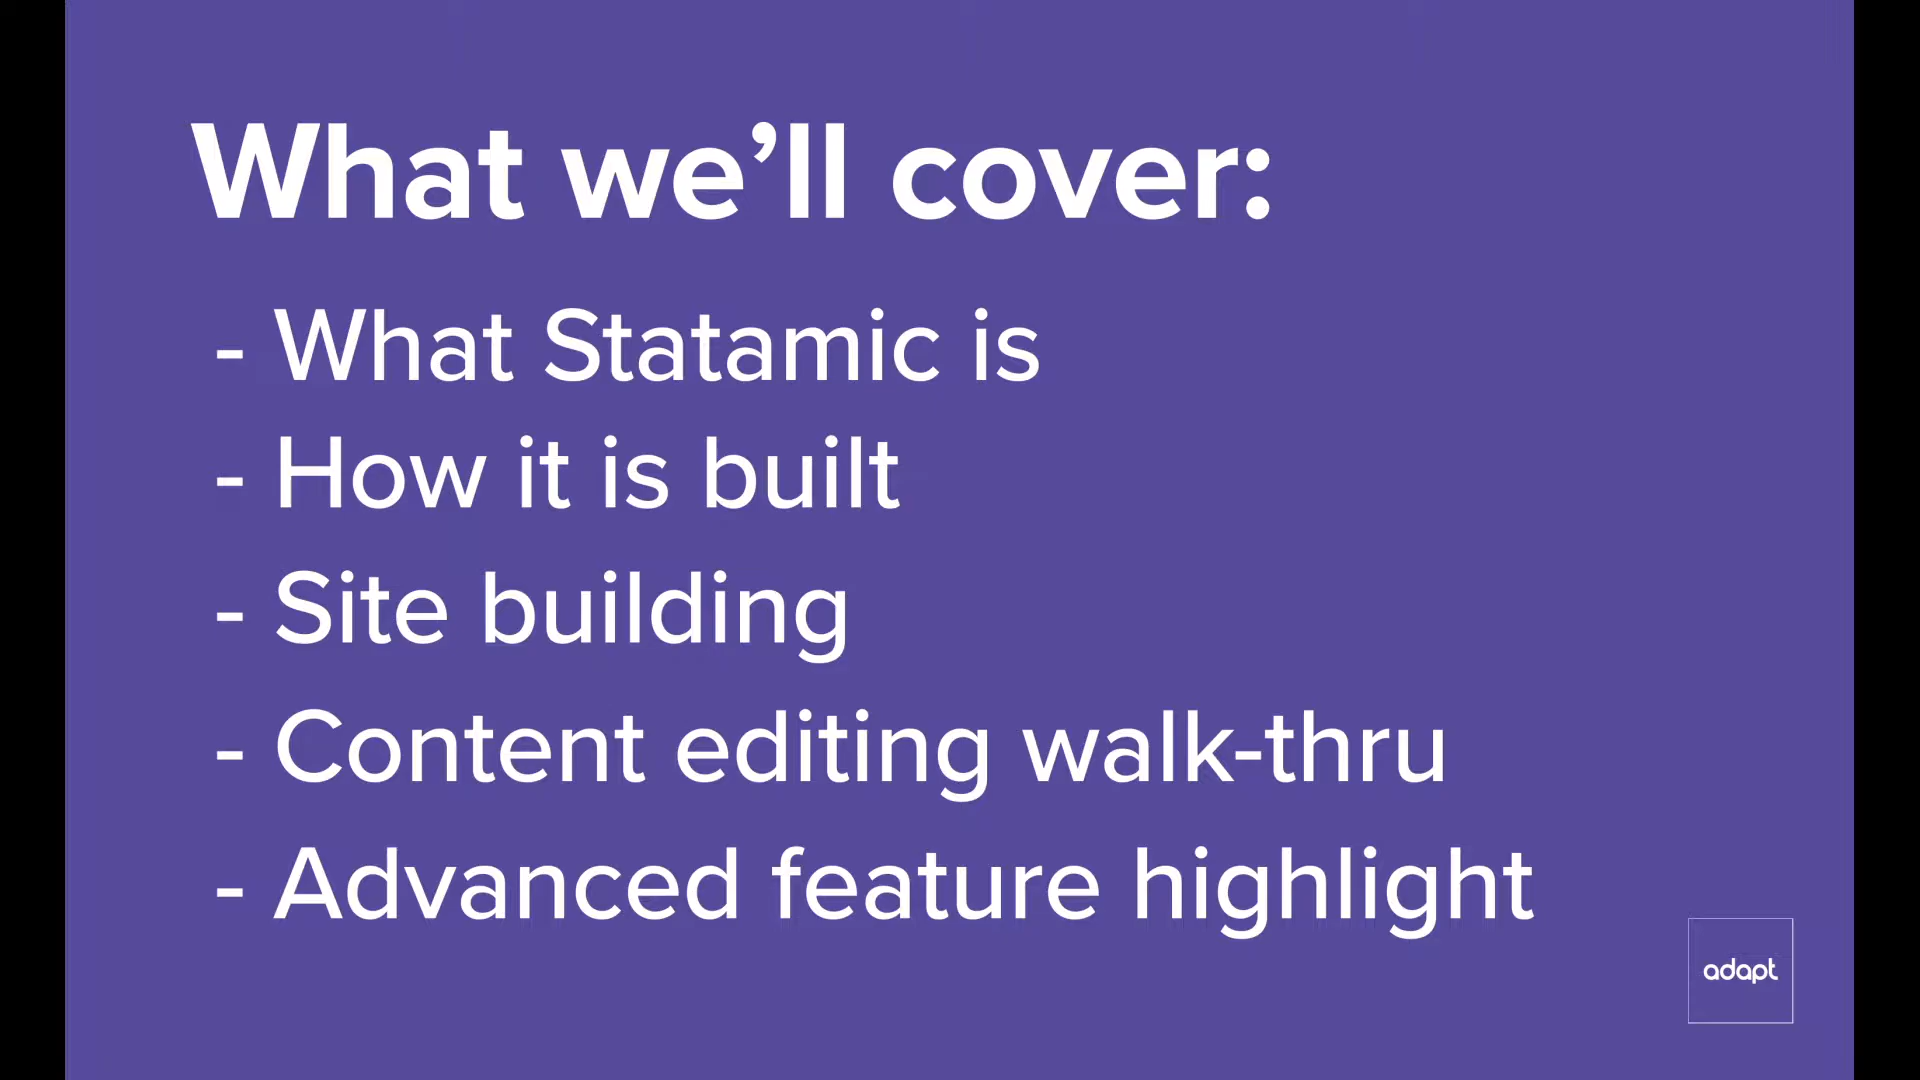 What we’ll cover:
- What Statamic is
- How it is built
- Site building
- Content editing walk-thru
- Advanced feature highlight
adapt